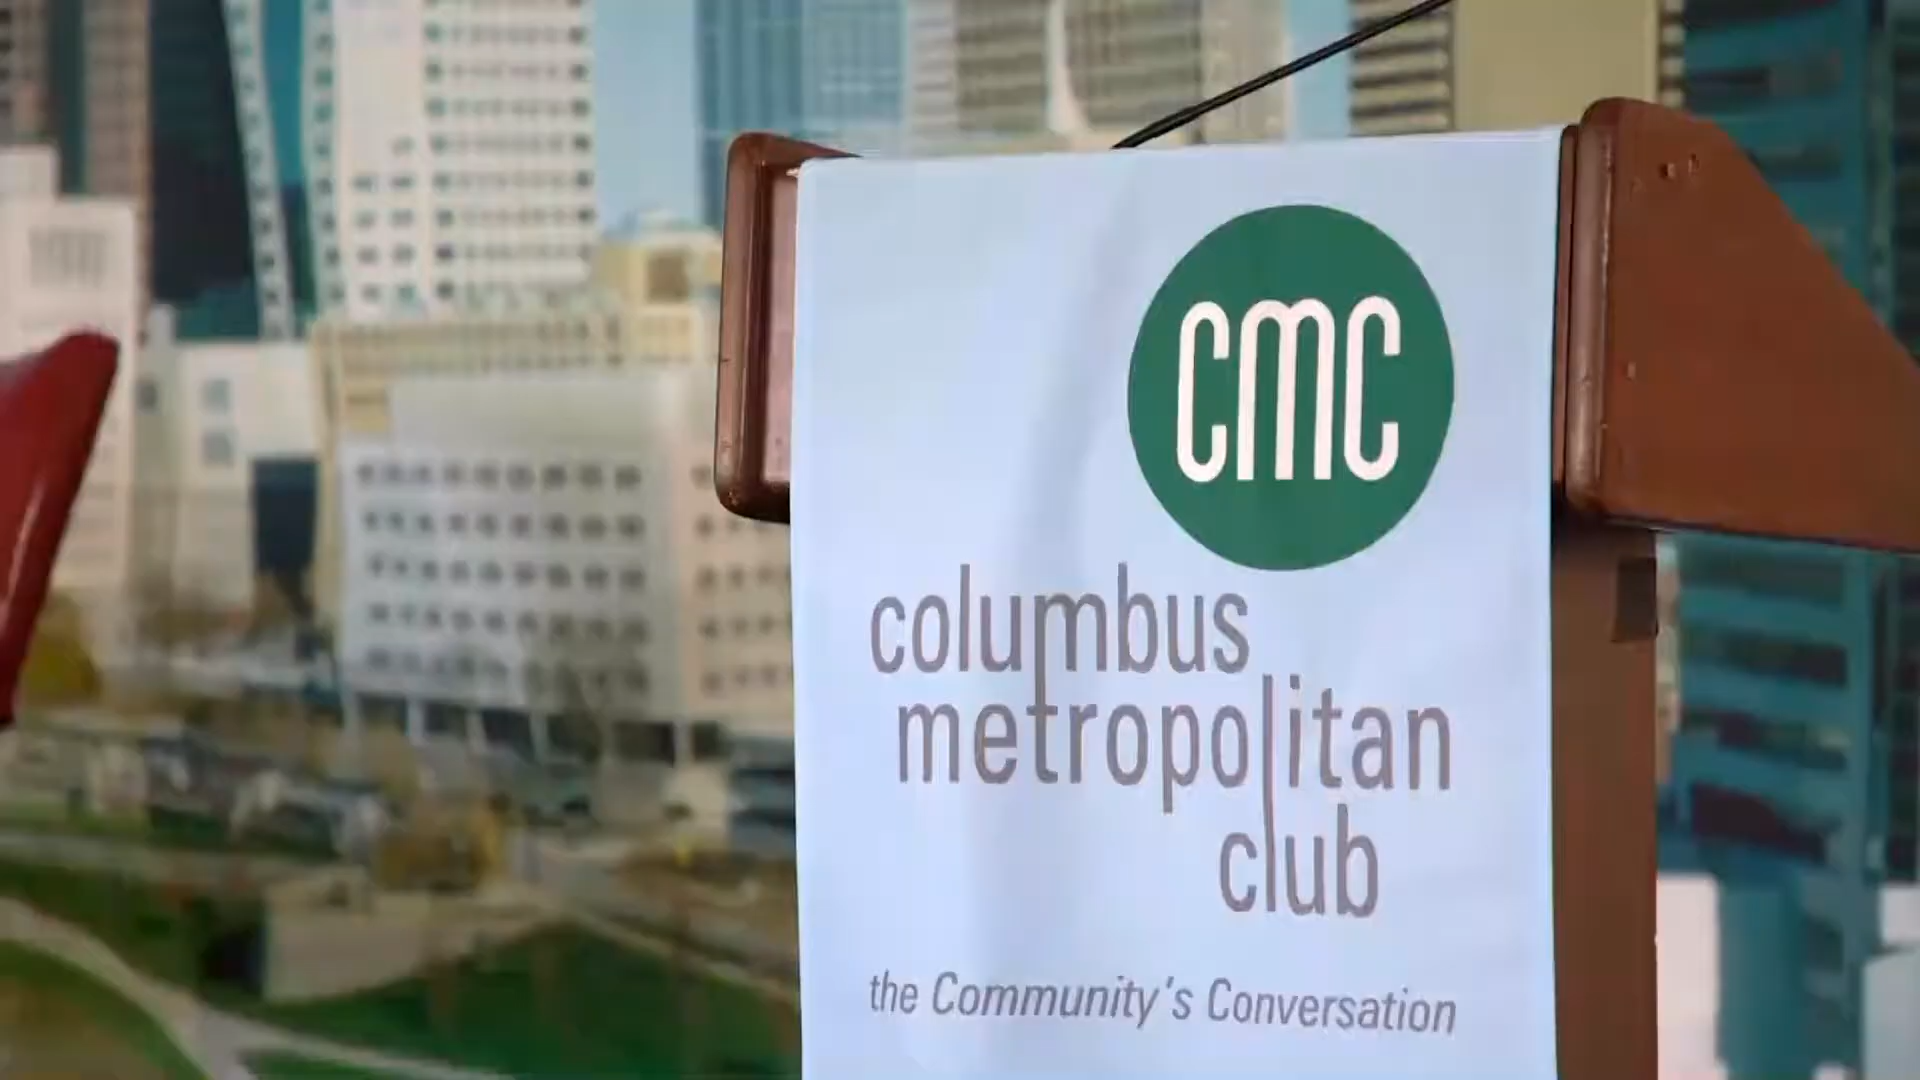 cmc
columbus
metropolitan
club
the Community's Conversation